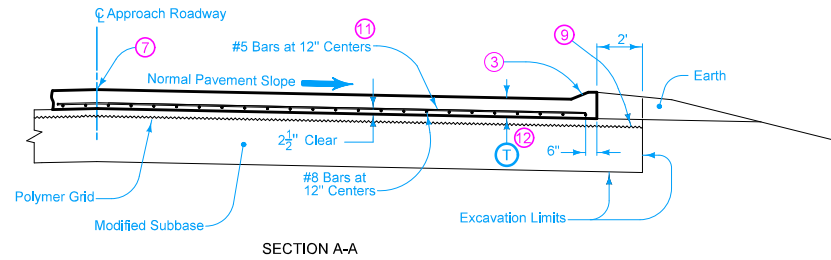 ℄ Approach Roadway
7
11
#5 Bars at 12" Centers
9
2'
3
Earth
Normal Pavement Slope
2½" Clear
12
T
6"
#8 Bars at
12" Centers
Polymer Grid
Modified Subbase
Excavation Limits
SECTION A-A